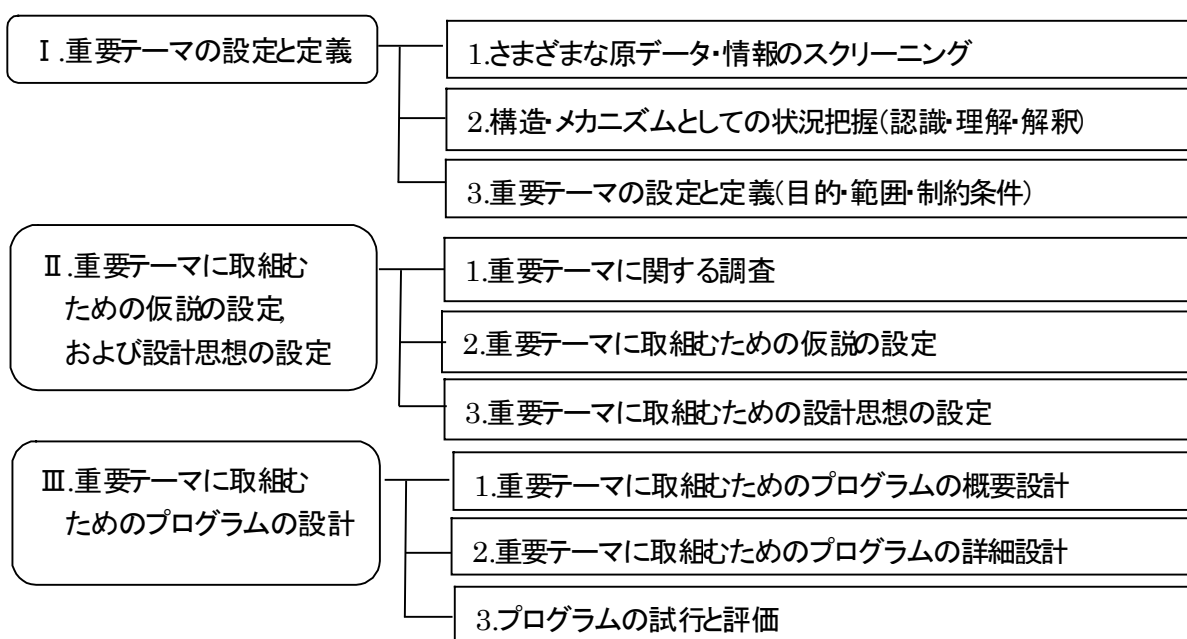 Ⅰ.重要テーマの設定と定義
1.さまざまな原データ・情報のスクリーニング
2.構造・メカニズムとしての状況把握(認識・理解・解釈)
3.重要テーマの設定と定義(目的・範囲・制約条件)
Ⅱ.重要テーマに取組む
ための仮説の設定,
および設計思想の設定
1.重要テーマに関する調査
2.重要テーマに取組むための仮説の設定
3.重要テーマに取組むための設計思想の設定
Ⅲ.重要テーマに取組む
ためのプログラムの設計
1.重要テーマに取組むためのプログラムの概要設計
2.重要テーマに取組むためのプログラムの詳細設計
3.プログラムの試行と評価